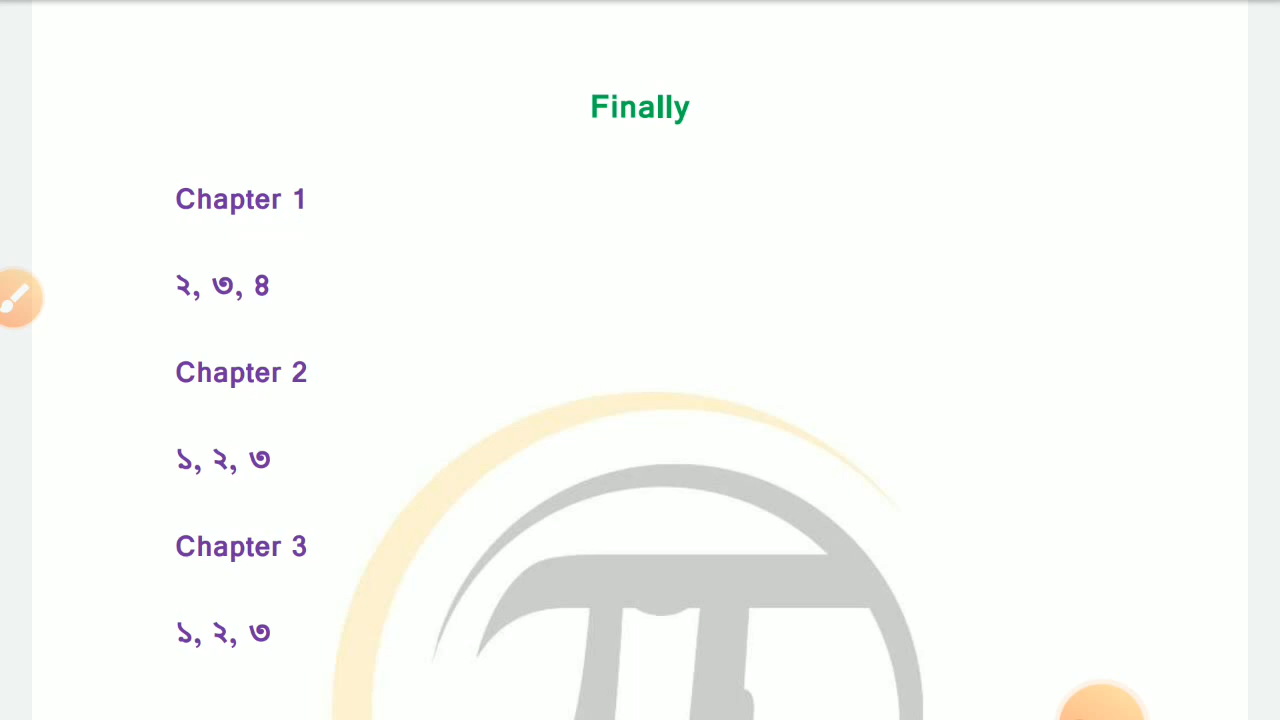 Finally
Chapter 1
২, ৩, ৪
Chapter 2
১, ২, ৩
Chapter 3
১, ২, ৩